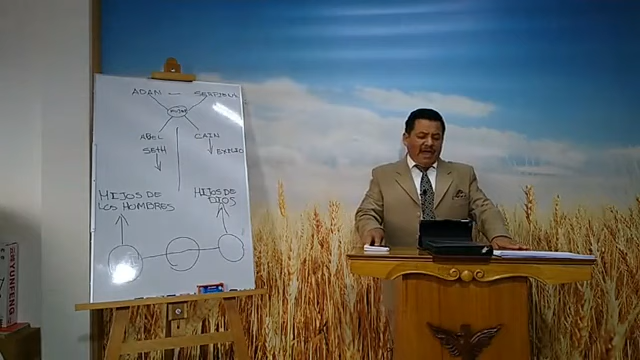 ADAN — SERPIENTE
ABEL CAIN
SETH EXILIO
HIJOS DE LOS HOMBRES
HIJOS DE DIOS